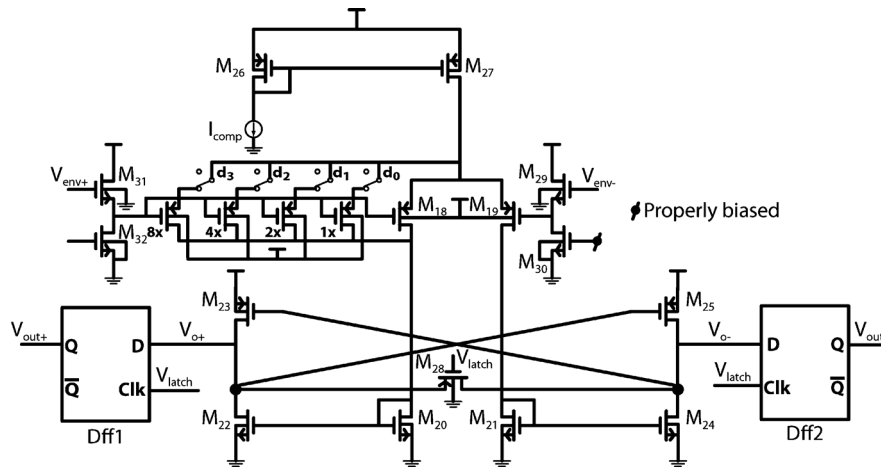 M26
M27
Icomp
d3
d2
d1
d0
Venv+
M31
M29
Venv-
M18
M19
Properly biased
M32
8x
4x
2x
1x
M30
M23
M25
Vout+
Vo+
Vo-
Vout
Q
D
D
Q
M28
Vlatch
Q
Clk
Vlatch
Vlatch
Clk
Q
M22
M20
M21
M24
Dff1
Dff2